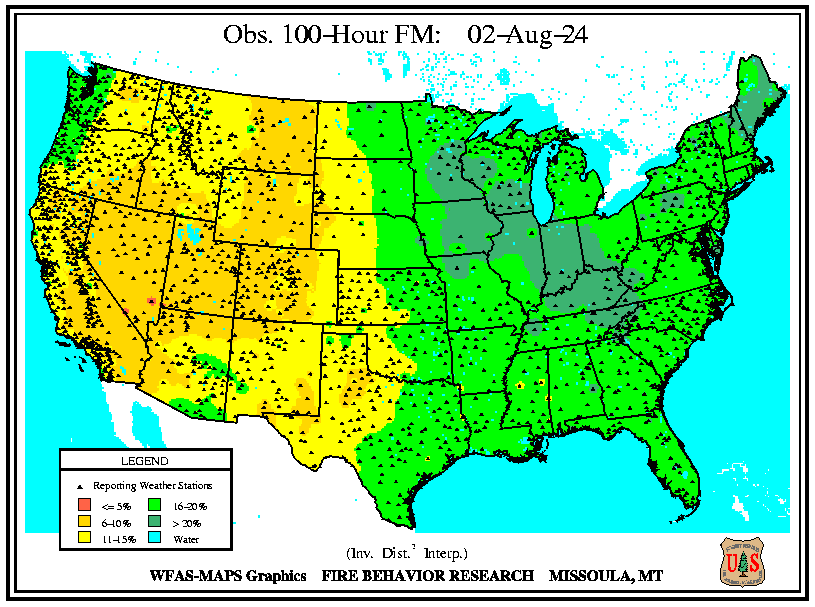 Obs. 100-Hour FM: 02-Aug-24
LEGEND
Reporting Weather Stations
<= 5% 16-20%
6-10% > 20%
11-15% Water
(Inv. Dist.² Interp.)
WFAS-MAPS Graphics FIRE BEHAVIOR RESEARCH MISSOULA, MT
U S